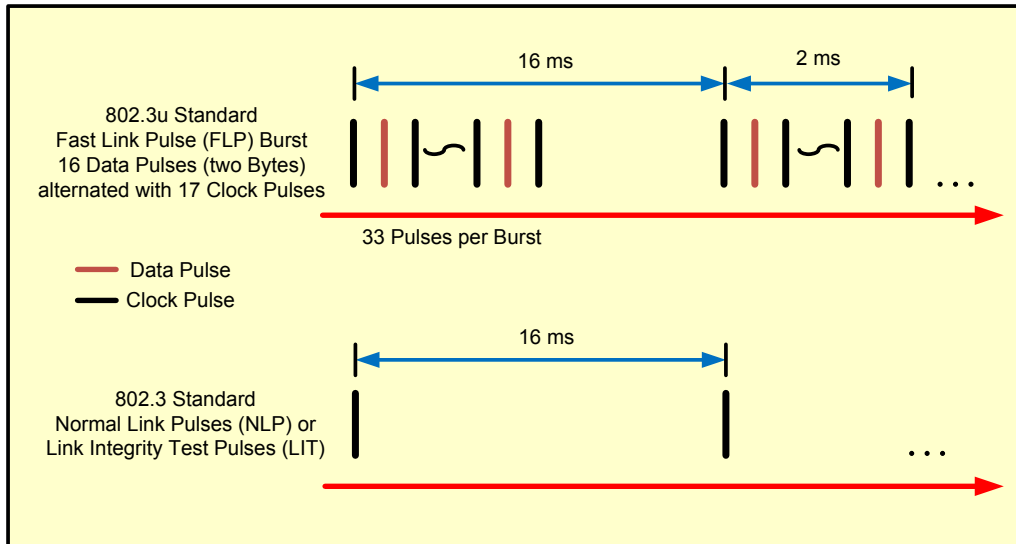 16 ms
2 ms
802.3u Standard
Fast Link Pulse (FLP) Burst
16 Data Pulses (two Bytes)
alternated with 17 Clock Pulses
...
33 Pulses per Burst
Data Pulse
Clock Pulse
16 ms
802.3 Standard
Normal Link Pulses (NLP) or
Link Integrity Test Pulses (LIT)
...